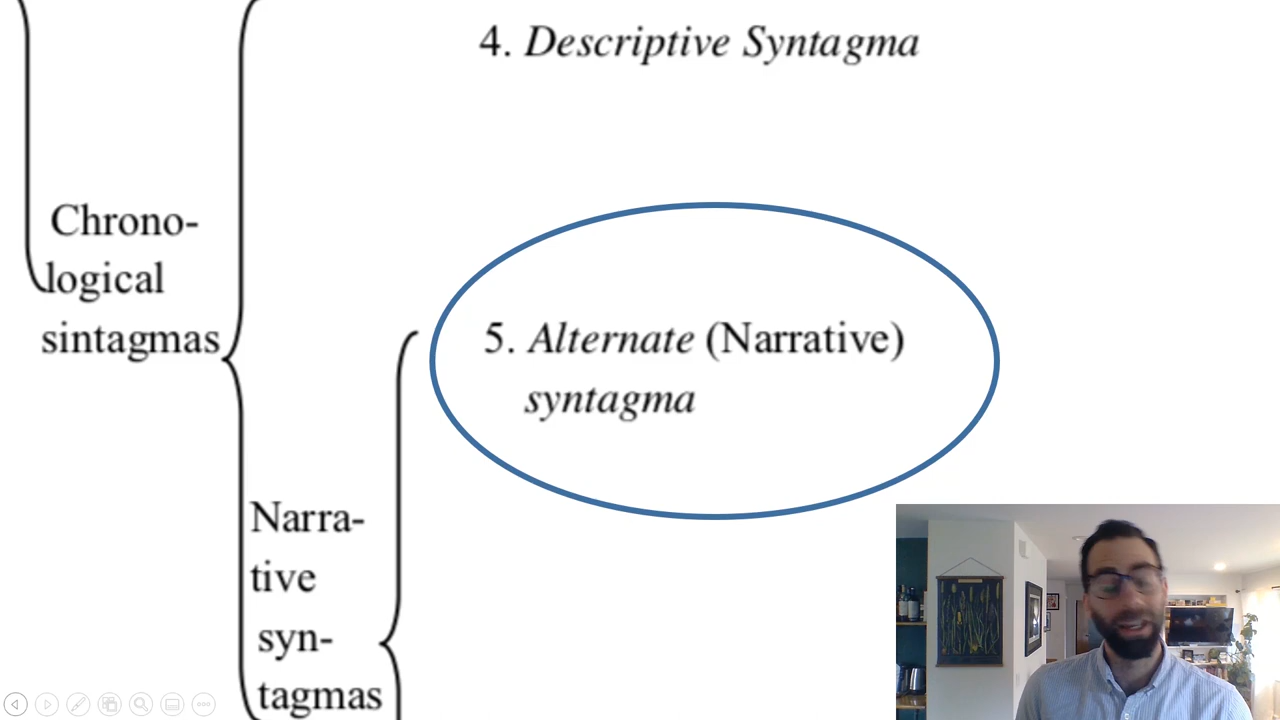 4. Descriptive Syntagma
Chrono-
logical
sintagmas
5. Alternate (Narrative)
syntagma
Narra-
tive
syn-
tagmas